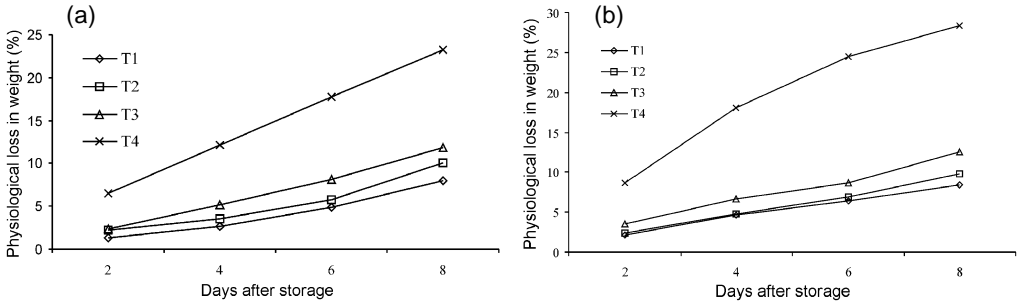 (a)
Physiological loss in weight (%)
25
20
15
10
5
0
T1
T2
T3
T4
2 4 6 8
Days after storage
(b)
Physiological loss in weight (%)
30
25
20
15
10
5
0
T1
T2
T3
T4
2 4 6 8
Days after storage